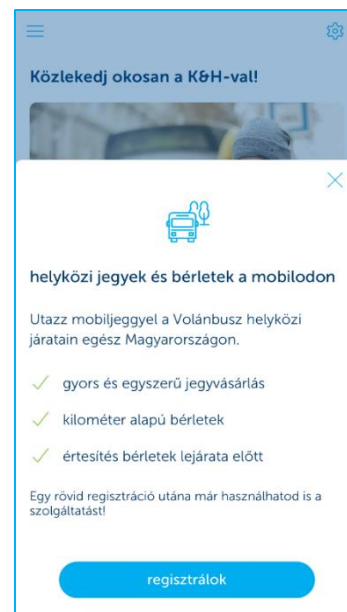 Közlekedj okosan a K&H-val!
helyközi jegyek és bérletek a mobilodon
Utazz mobiljeggyel a Volánbusz helyközi
járatain egész Magyarországon.
gyors és egyszerű jegyvásárlás
kilométer alapú bérletek
értesítés bérletek lejárata előtt
Egy rövid regisztráció utána már használhatod is a
szolgáltatást!
regisztrálok